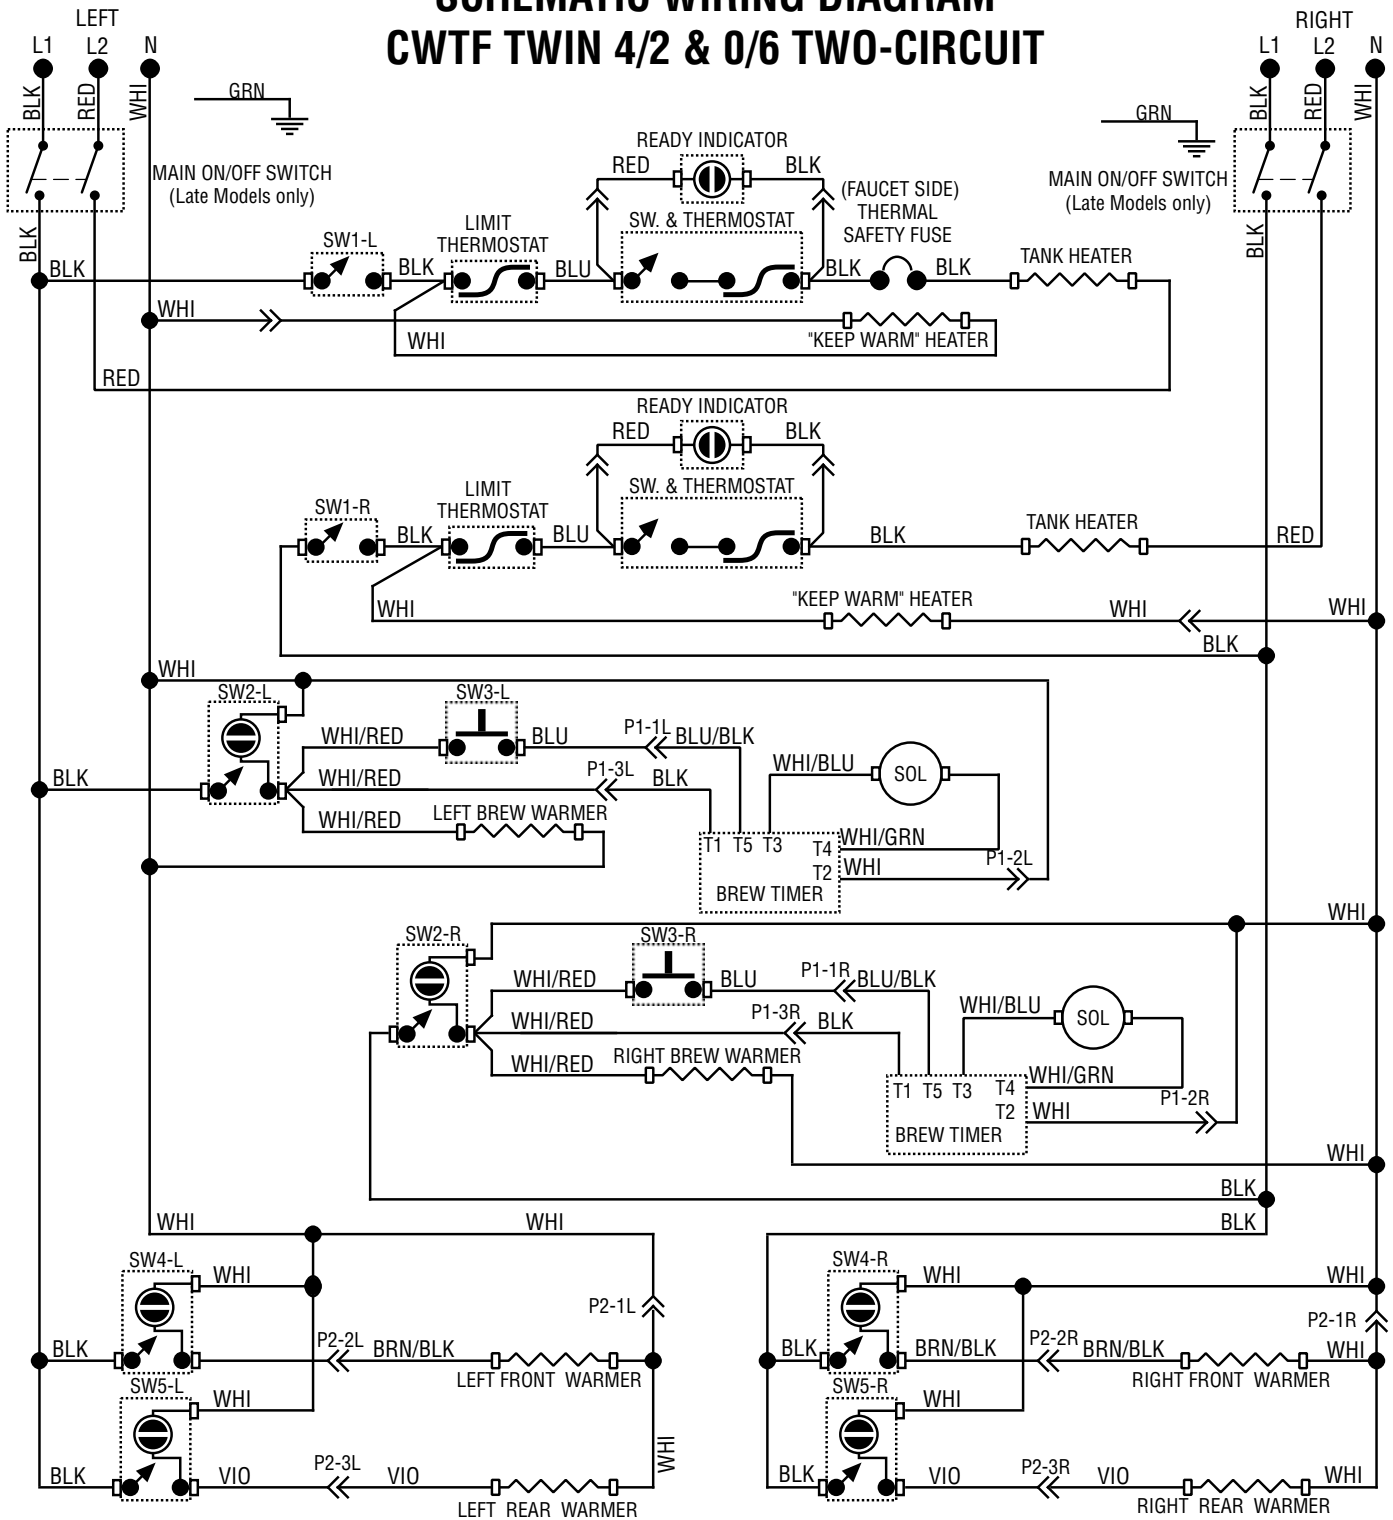 SCHEMATIC WIRING DIAGRAM
CWTF TWIN 4/2 & 0/6 TWO-CIRCUIT
LEFT
L1 L2 N
RIGHT
L1 L2 N
BLK RED WHI
GRN
BLK RED WHI
GRN
MAIN ON/OFF SWITCH
(Late Models only)
MAIN ON/OFF SWITCH
(Late Models only)
BLK
BLK
READY INDICATOR
RED BLK
SW. & THERMOSTAT
(FAUCET SIDE)
THERMAL
SAFETY FUSE
LIMIT
THERMOSTAT
SW1-L
TANK HEATER
BLK BLK BLU BLK BLK
WHI
WHI
"KEEP WARM" HEATER
RED
READY INDICATOR
RED BLK
SW. & THERMOSTAT
LIMIT
THERMOSTAT
SW1-R
TANK HEATER
BLK BLU BLK RED
"KEEP WARM" HEATER
WHI WHI WHI
BLK
WHI
SW2-L
SW3-L
WHI/RED BLU P1-1L BLU/BLK
BLK WHI/RED P1-3L BLK
WHI/RED LEFT BREW WARMER
WHI/BLU SOL
WHI/GRN
T1 T5 T3 T4
T2 WHI P1-2L
BREW TIMER
WHI
SW2-R
SW3-R
WHI/RED BLU P1-1R BLU/BLK
WHI/RED P1-3R BLK
WHI/RED RIGHT BREW WARMER
WHI/BLU SOL
WHI/GRN
T1 T5 T3 T4
T2 WHI P1-2R
BREW TIMER
WHI
BLK
WHI WHI BLK
SW4-L
WHI
P2-1L
BLK P2-2L BRN/BLK
LEFT FRONT WARMER
SW5-L
WHI
WHI
BLK VIO P2-3L VIO
LEFT REAR WARMER
SW4-R
WHI WHI
P2-1R
BLK BRN/BLK P2-2R BRN/BLK WHI
RIGHT FRONT WARMER
SW5-R
WHI
BLK VIO P2-3R VIO WHI
RIGHT REAR WARMER